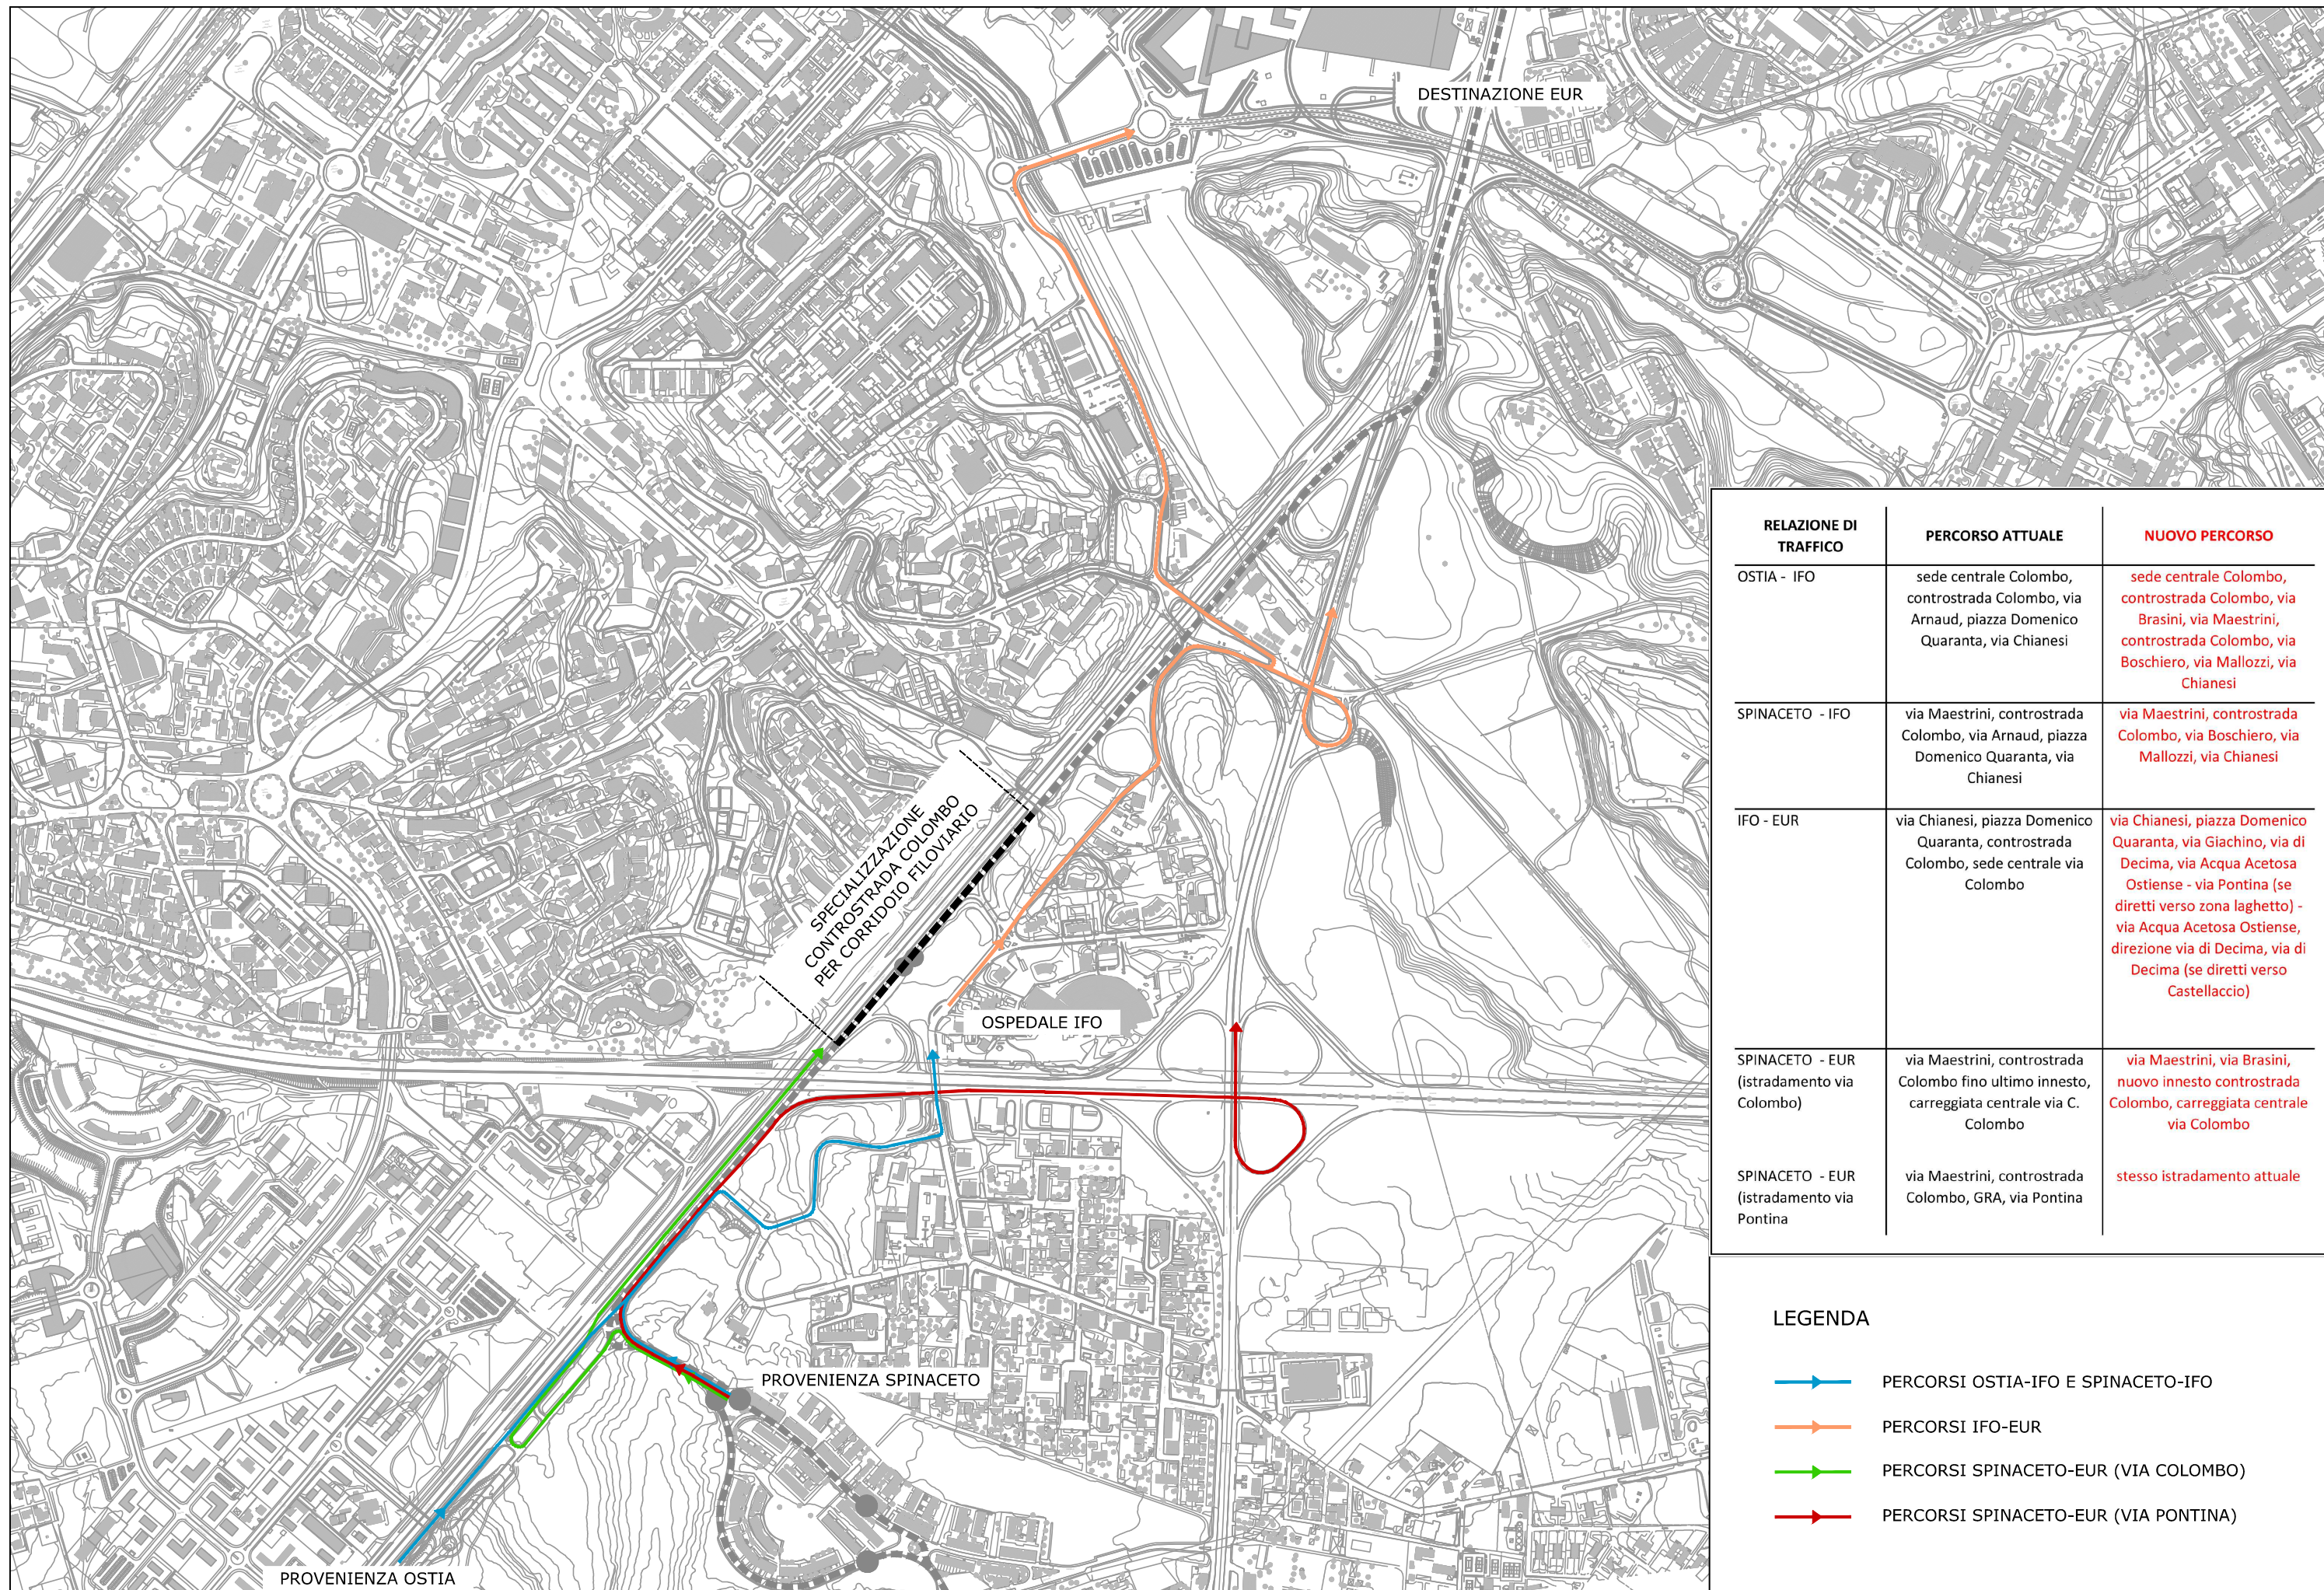 DESTINAZIONE EUR
SPECIALIZZAZIONE
CONTROSTRADA COLOMBO
PER CORRIDOIO FILOVIARIO
OSPEDALE IFO
PROVENIENZA SPINACETO
PROVENIENZA OSTIA
RELAZIONE DI
TRAFFICO
PERCORSO ATTUALE
NUOVO PERCORSO
OSTIA - IFO
sede centrale Colombo,
controstrada Colombo, via
Arnaud, piazza Domenico
Quaranta, via Chianesi
sede centrale Colombo,
controstrada Colombo, via
Brasini, via Maestrini,
controstrada Colombo, via
Boschiero, via Mallozzi, via
Chianesi
SPINACETO - IFO
via Maestrini, controstrada
Colombo, via Arnaud, piazza
Domenico Quaranta, via
Chianesi
via Maestrini, controstrada
Colombo, via Boschiero, via
Mallozzi, via Chianesi
IFO - EUR
via Chianesi, piazza Domenico
Quaranta, controstrada
Colombo, sede centrale via
Colombo
via Chianesi, piazza Domenico
Quaranta, via Giachino, via di
Decima, via Acqua Acetosa
Ostiense - via Pontina (se
diretti verso zona laghetto) -
via Acqua Acetosa Ostiense,
direzione via di Decima, via di
Decima (se diretti verso
Castellaccio)
SPINACETO - EUR
(istradamento via
Colombo)
via Maestrini, controstrada
Colombo fino ultimo innesto,
carreggiata centrale via C.
Colombo
via Maestrini, via Brasini,
nuovo innesto controstrada
Colombo, carreggiata centrale
via Colombo
SPINACETO - EUR
(istradamento via
Pontina
via Maestrini, controstrada
Colombo, GRA, via Pontina
stesso istradamento attuale
LEGENDA
PERCORSI OSTIA-IFO E SPINACETO-IFO
PERCORSI IFO-EUR
PERCORSI SPINACETO-EUR (VIA COLOMBO)
PERCORSI SPINACETO-EUR (VIA PONTINA)